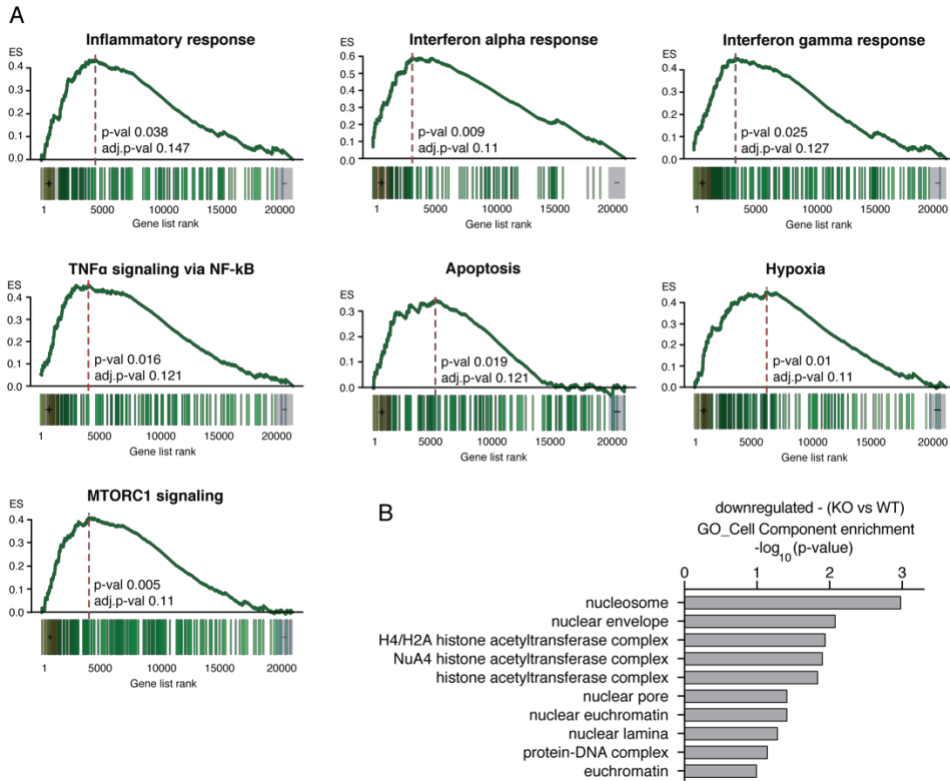 A
Inflammatory response
ES
0.4
0.3
0.2
0.1
0.0
p-val 0.038
adj.p-val 0.147
+
-
1 5000 10000 15000 20000
Gene list rank
Interferon alpha response
ES
0.6
0.5
0.4
0.2
0.1
0.0
p-val 0.009
adj.p-val 0.11
+
-
1 5000 10000 15000 20000
Gene list rank
Interferon gamma response
ES
0.4
0.3
0.2
0.1
0.0
p-val 0.025
adj.p-val 0.127
+
-
1 5000 10000 15000 20000
Gene list rank
TNFα signaling via NF-kB
ES
0.4
0.3
0.2
0.1
0.0
p-val 0.016
adj.p-val 0.121
+
-
1 5000 10000 15000 20000
Gene list rank
Apoptosis
ES
0.3
0.2
0.1
0.0
p-val 0.019
adj.p-val 0.121
+
-
1 5000 10000 15000 20000
Gene list rank
Hypoxia
ES
0.4
0.3
0.2
0.1
0.0
p-val 0.01
adj.p-val 0.11
+
-
1 5000 10000 15000 20000
Gene list rank
MTORC1 signaling
ES
0.4
0.3
0.2
0.1
0.0
p-val 0.005
adj.p-val 0.11
+
-
1 5000 10000 15000 20000
Gene list rank
B
downregulated - (KO vs WT)
GO_Cell Component enrichment
-log10(p-value)
0 1 2 3
nucleosome
nuclear envelope
H4/H2A histone acetyltransferase complex
NuA4 histone acetyltransferase complex
histone acetyltransferase complex
nuclear pore
nuclear euchromatin
nuclear lamina
protein-DNA complex
euchromatin